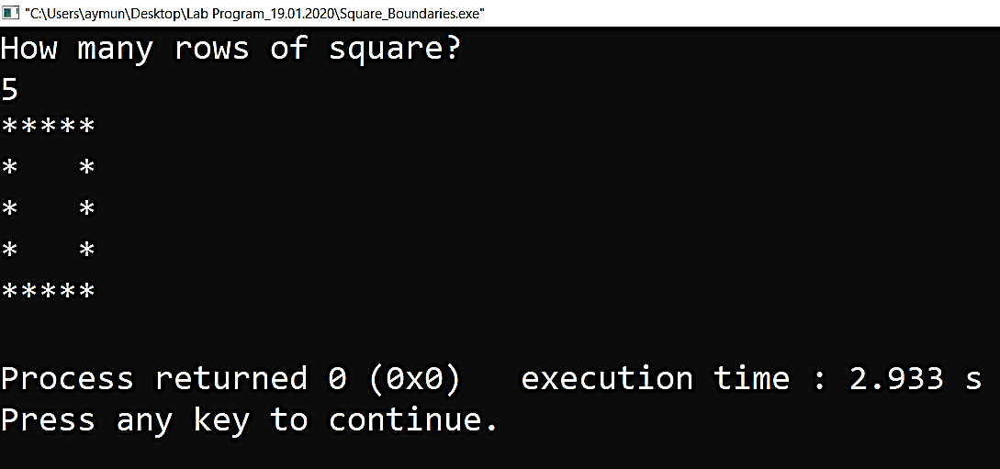 "C:\Users\aymun\Desktop\Lab Program_19.01.2020\Square_Boundaries.exe"
How many rows of square?
5
*****
*   *
*   *
*   *
*****
Process returned 0 (0x0)   execution time : 2.933 s
Press any key to continue.